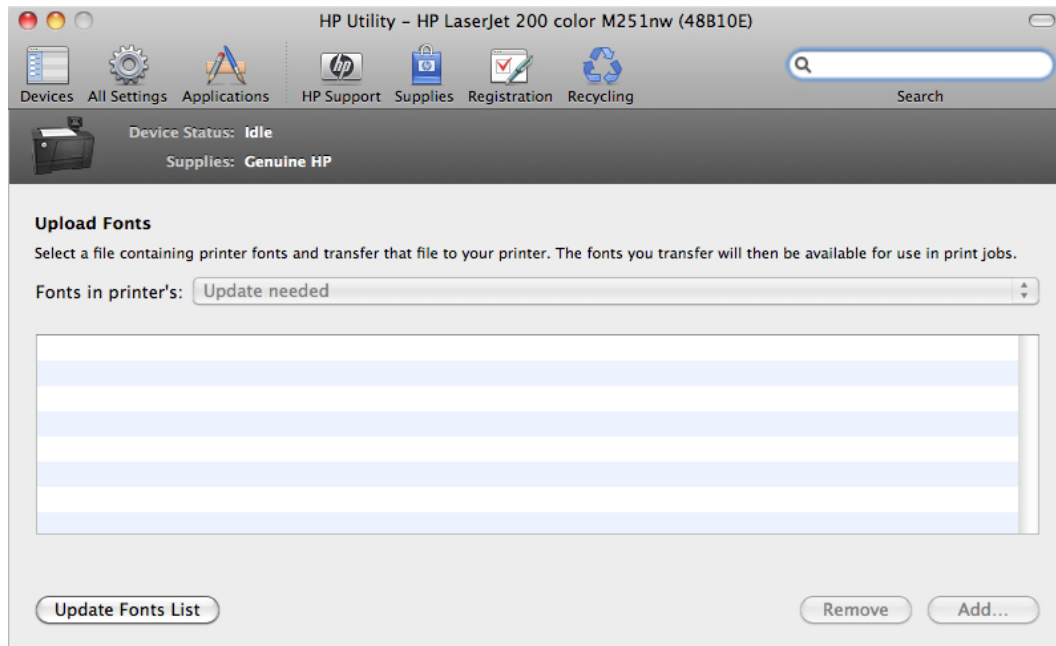 HP Utility – HP LaserJet 200 color M251nw (48B10E)
Devices All Settings Applications HP Support Supplies Registration Recycling Search
hp
Device Status: Idle
Supplies: Genuine HP
Upload Fonts
Select a file containing printer fonts and transfer that file to your printer. The fonts you transfer will then be available for use in print jobs.
Fonts in printer's: Update needed
Update Fonts List Remove Add...